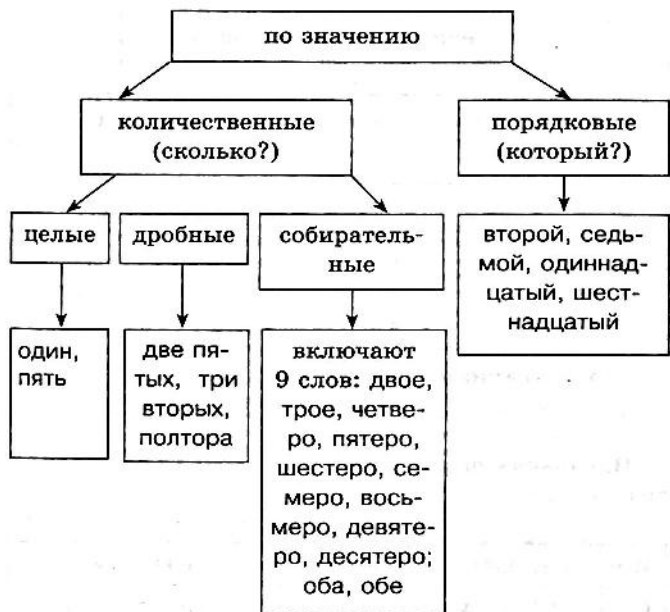 по значению
количественные
(сколько?)
порядковые
(который?)
целые
дробные
собиратель-
ные
второй, седь-
мой, одиннад-
цатый, шест-
надцатый
один,
пять
две пя-
тых, три
вторых,
полтора
включают
9 слов: двое,
трое, четве-
ро, пятеро,
шестеро, се-
меро, вось-
меро, девяте-
ро, десятеро;
оба, обе